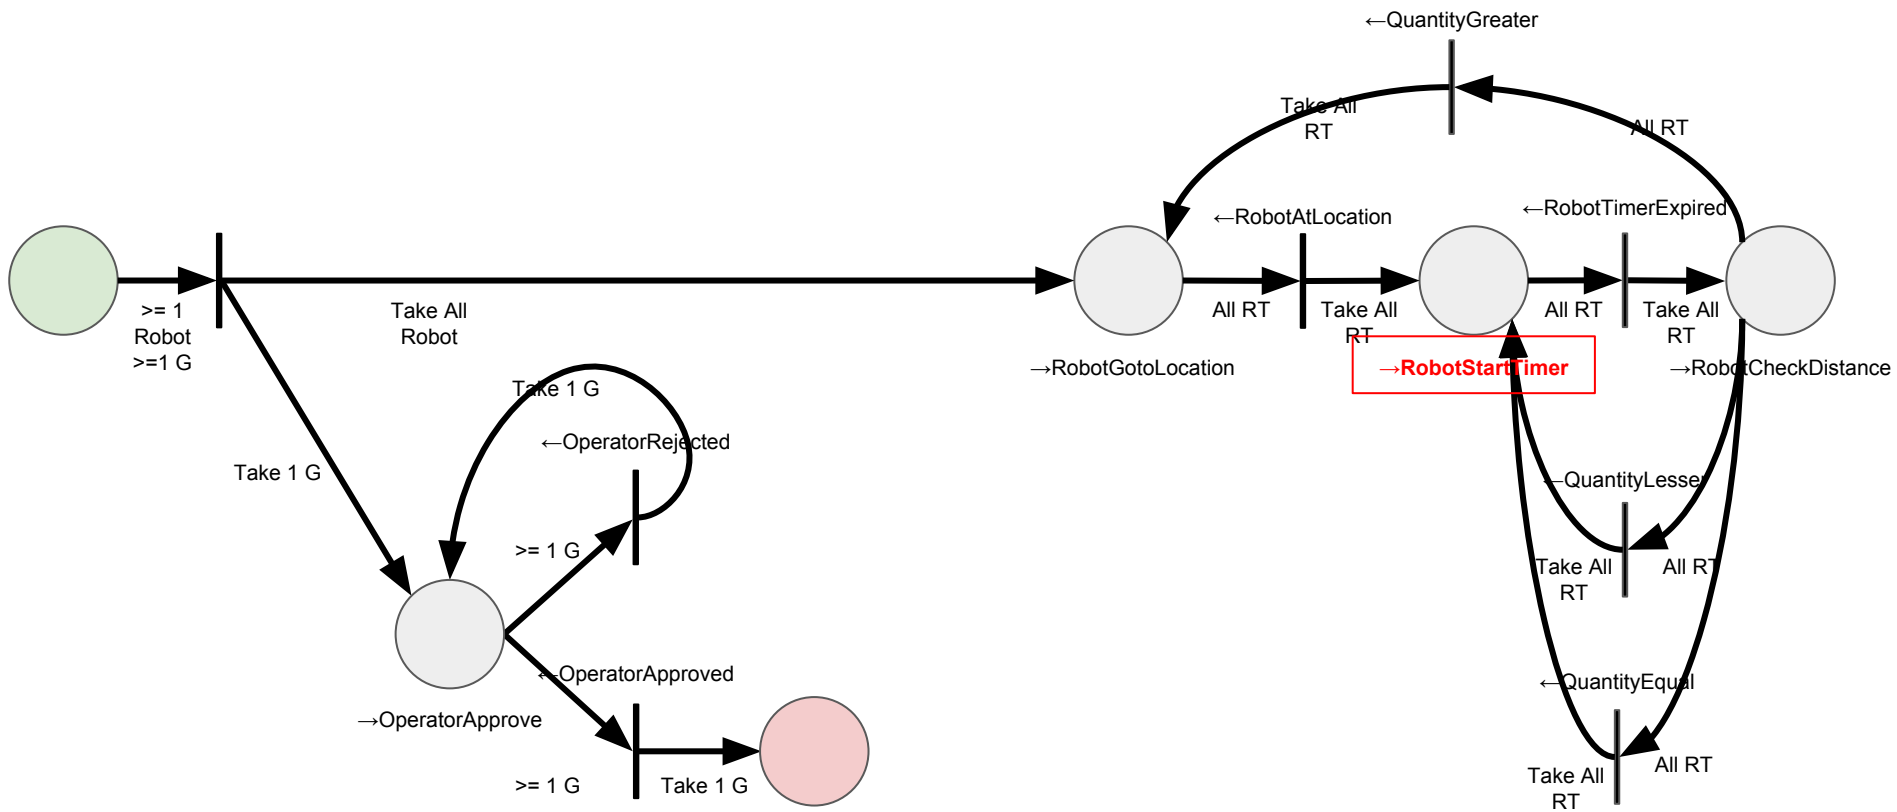 ←QuantityGreater
Take All
RT
All RT
←RobotAtLocation
←RobotTimerExpired
>= 1
Robot
>=1 G
Take All
Robot
All RT
Take All
RT
All RT
Take All
RT
→RobotGotoLocation
→RobotStartTimer
→RobotCheckDistance
Take 1 G
←OperatorRejected
Take 1 G
>= 1 G
←QuantityLesser
Take All
RT
All RT
←OperatorApproved
→OperatorApprove
>= 1 G
Take 1 G
←QuantityEqual
Take All
RT
All RT